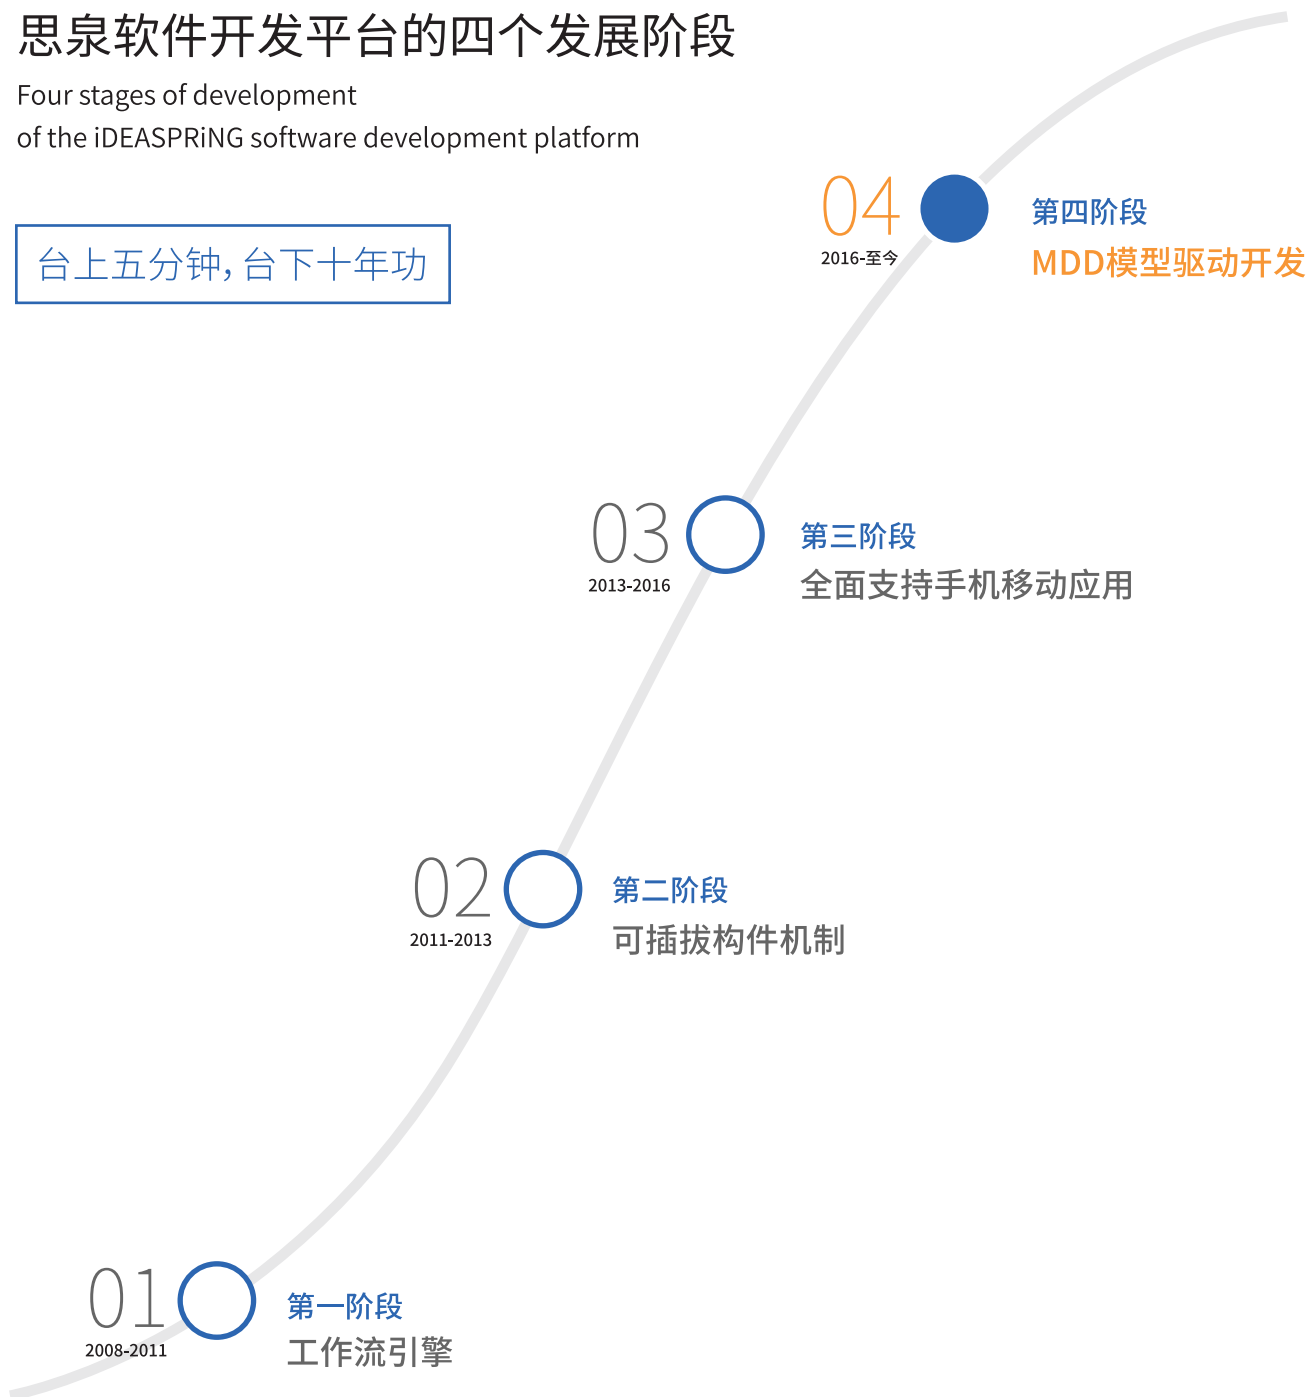 思泉软件开发平台的四个发展阶段
Four stages of development
of the iDEASPRiNG software development platform
台上五分钟,台下十年功
04
2016-至今
第四阶段
MDD模型驱动开发
03
2013-2016
第三阶段
全面支持手机移动应用
02
2011-2013
第二阶段
可插拔构件机制
01
2008-2011
第一阶段
工作流引擎